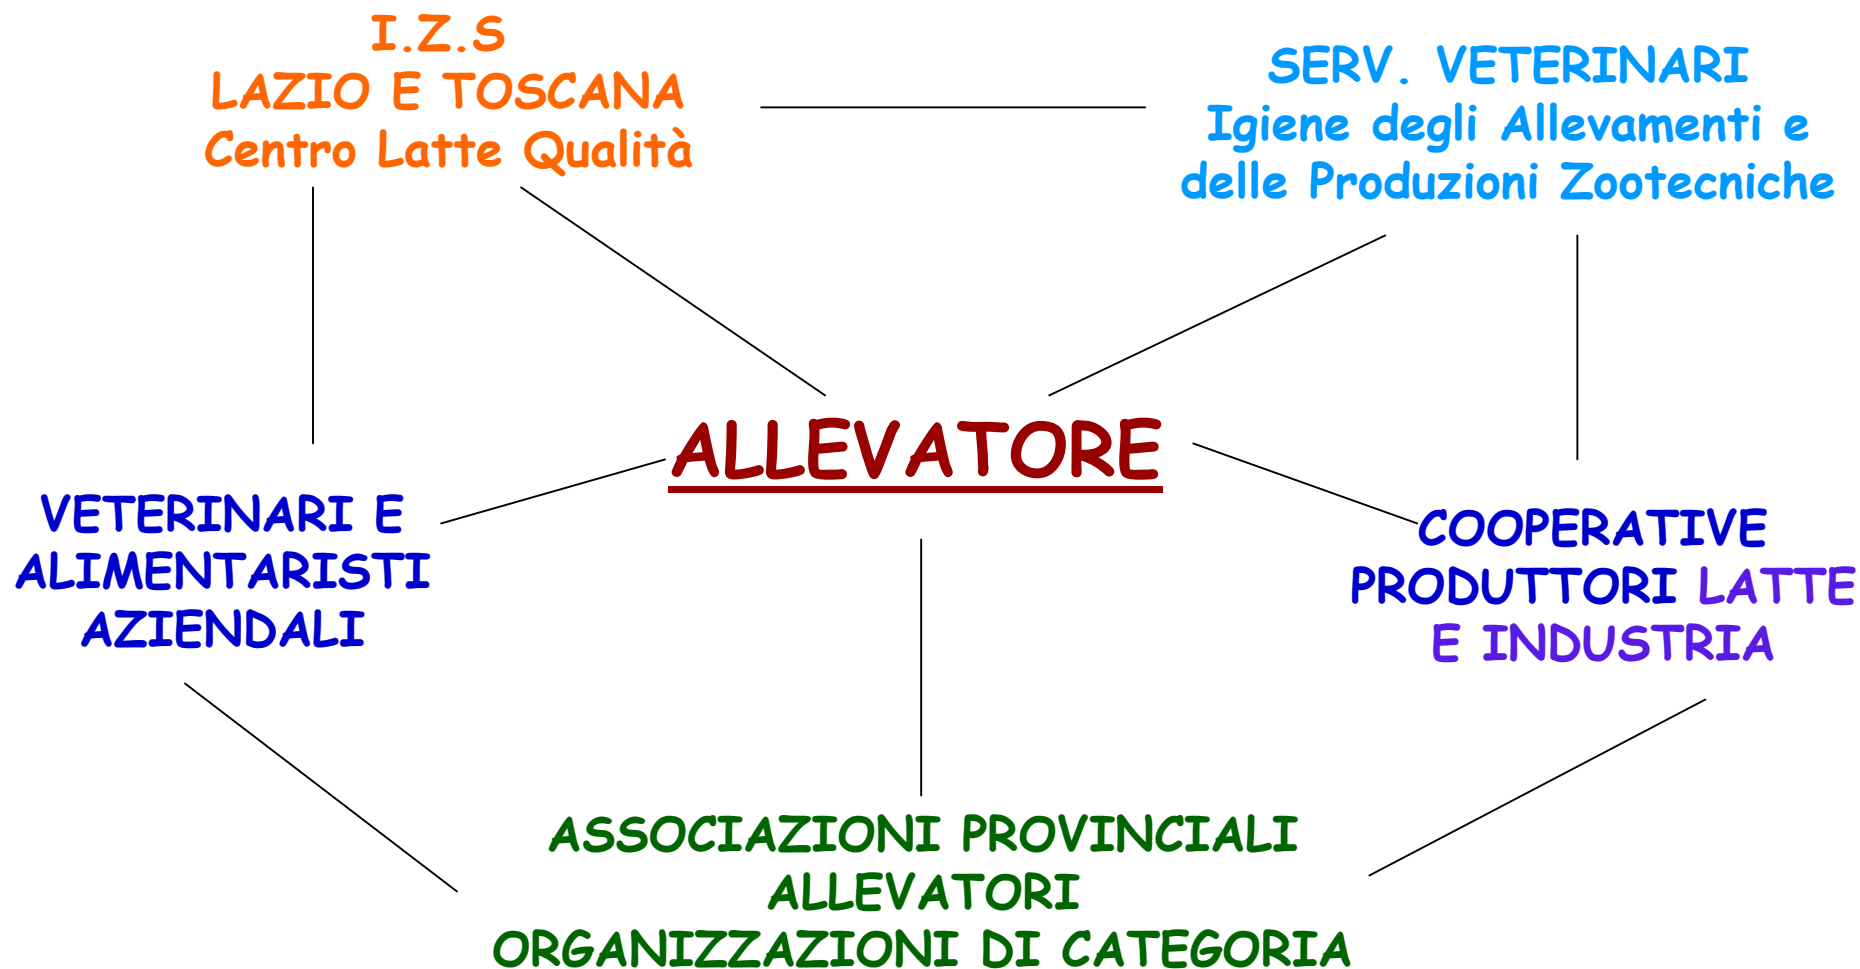 I.Z.S
LAZIO E TOSCANA
Centro Latte Qualità
SERV. VETERINARI
Igiene degli Allevamenti e
delle Produzioni Zootecniche
ALLEVATORE
VETERINARI E
ALIMENTARISTI
AZIENDALI
COOPERATIVE
PRODUTTORI LATTE
E INDUSTRIA
ASSOCIAZIONI PROVINCIALI
ALLEVATORI
ORGANIZZAZIONI DI CATEGORIA